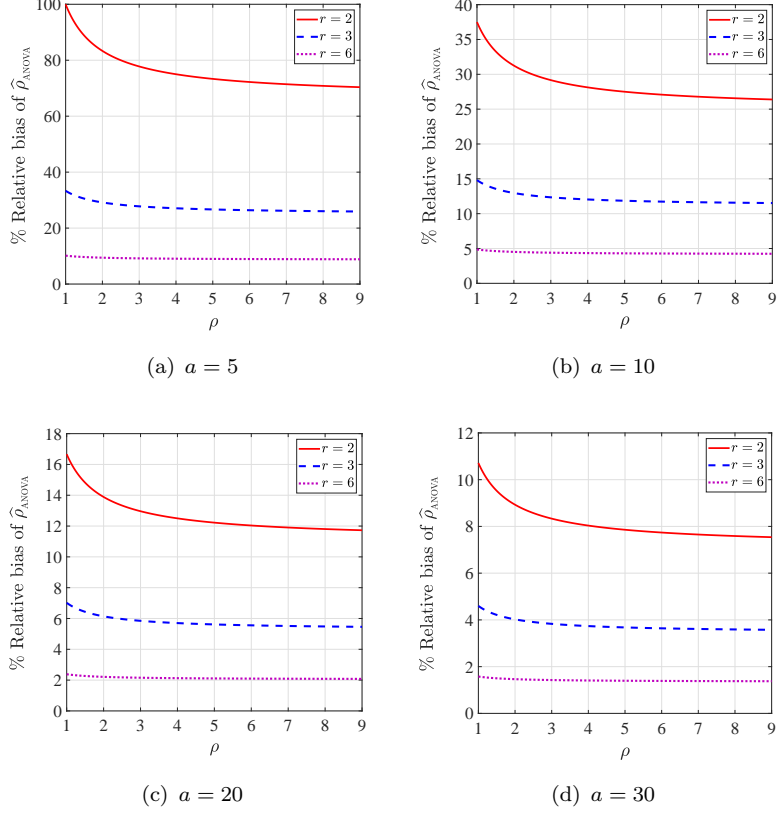 100
80
60
40
20
0
% Relative bias of ρ̂_ANOVA
r = 2
r = 3
r = 6
1 2 3 4 5 6 7 8 9
ρ
(a) a = 5
40
35
30
25
20
15
10
5
0
% Relative bias of ρ̂_ANOVA
r = 2
r = 3
r = 6
1 2 3 4 5 6 7 8 9
ρ
(b) a = 10
18
16
14
12
10
8
6
4
2
0
% Relative bias of ρ̂_ANOVA
r = 2
r = 3
r = 6
1 2 3 4 5 6 7 8 9
ρ
(c) a = 20
12
10
8
6
4
2
0
% Relative bias of ρ̂_ANOVA
r = 2
r = 3
r = 6
1 2 3 4 5 6 7 8 9
ρ
(d) a = 30